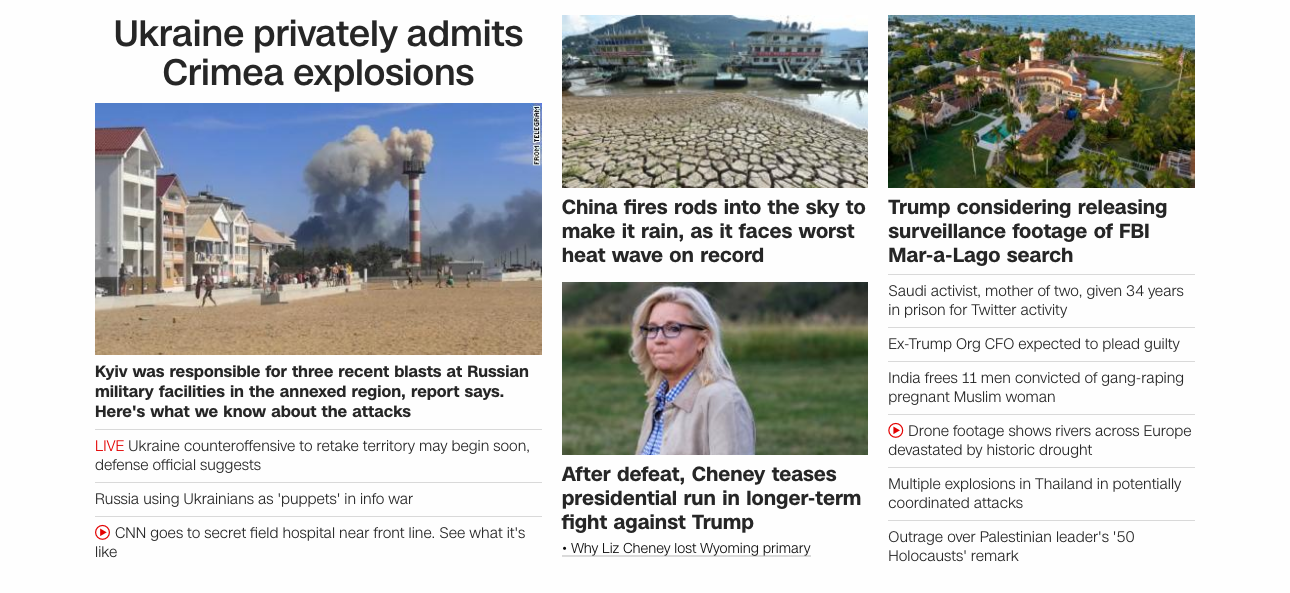 Ukraine privately admits
Crimea explosions
FROM TELEGRAM
Kyiv was responsible for three recent blasts at Russian
military facilities in the annexed region, report says.
Here's what we know about the attacks
LIVE Ukraine counteroffensive to retake territory may begin soon,
defense official suggests
Russia using Ukrainians as 'puppets' in info war
CNN goes to secret field hospital near front line. See what it's
like
China fires rods into the sky to
make it rain, as it faces worst
heat wave on record
After defeat, Cheney teases
presidential run in longer-term
fight against Trump
• Why Liz Cheney lost Wyoming primary
Trump considering releasing
surveillance footage of FBI
Mar-a-Lago search
Saudi activist, mother of two, given 34 years
in prison for Twitter activity
Ex-Trump Org CFO expected to plead guilty
India frees 11 men convicted of gang-raping
pregnant Muslim woman
Drone footage shows rivers across Europe
devastated by historic drought
Multiple explosions in Thailand in potentially
coordinated attacks
Outrage over Palestinian leader's '50
Holocausts' remark